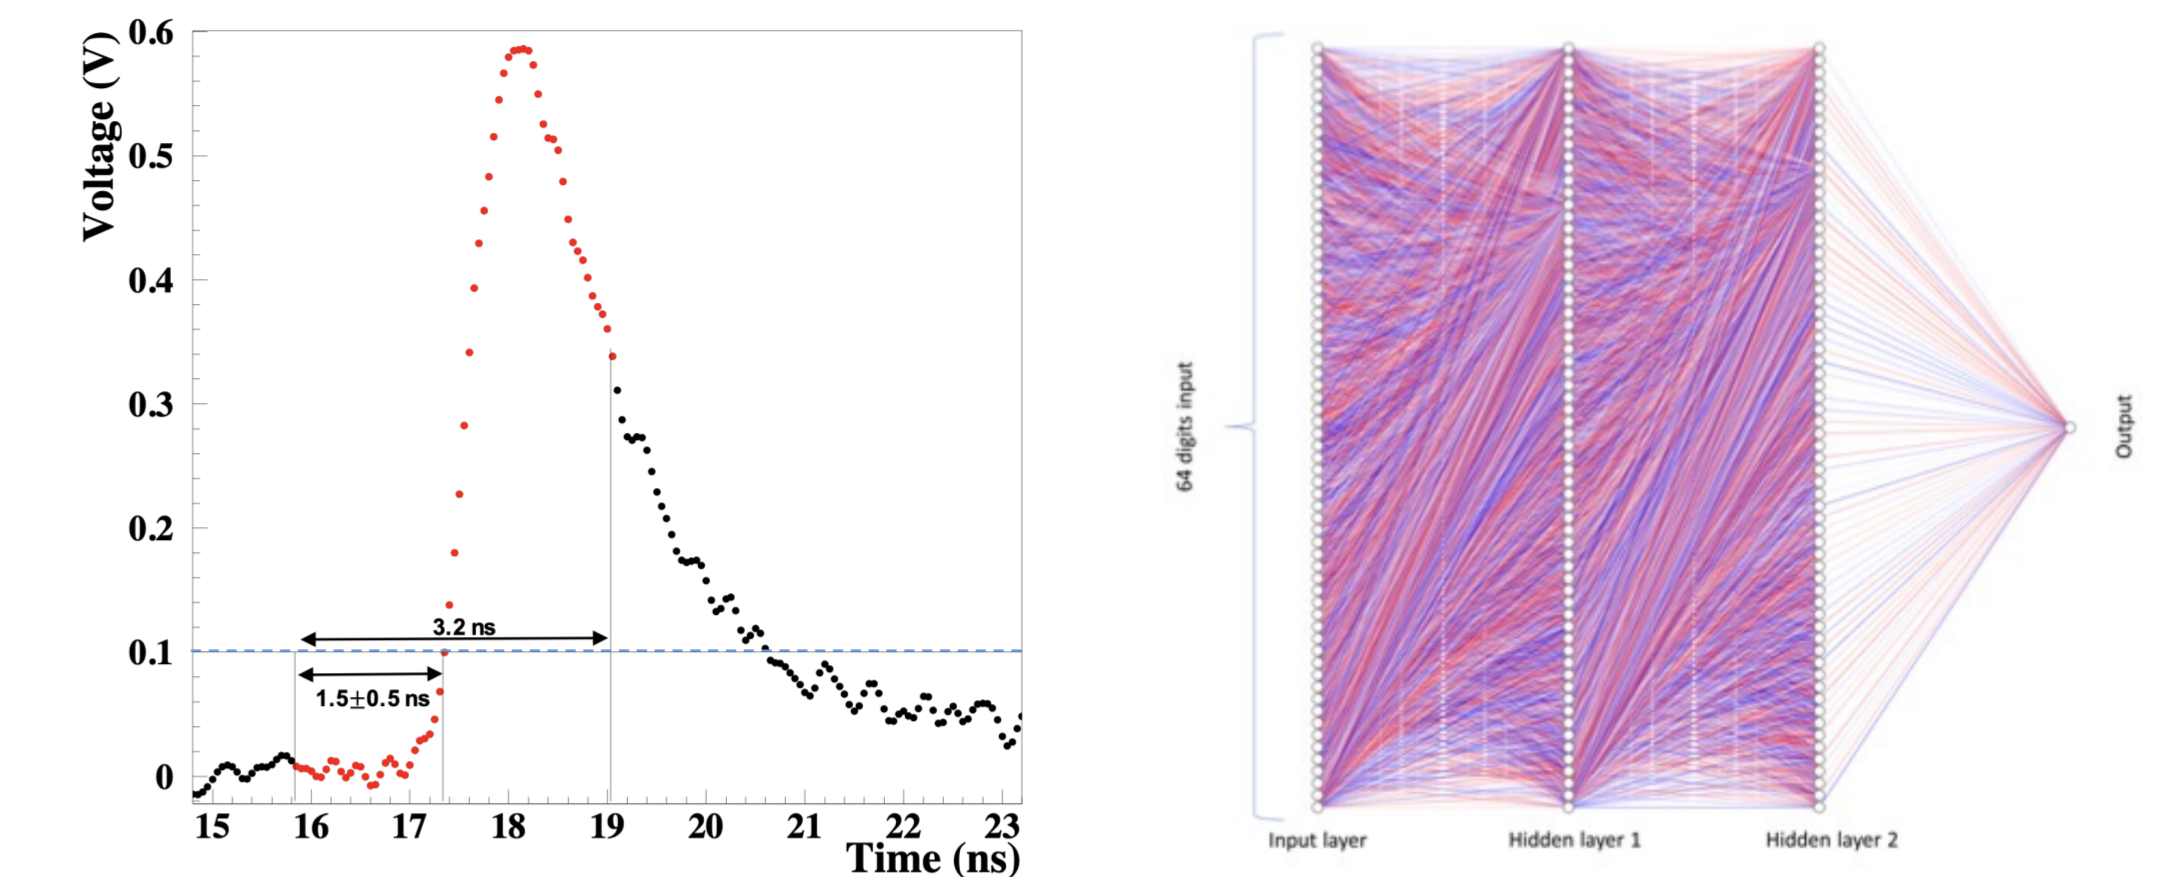 Voltage (V)
0.6
0.5
0.4
0.3
0.2
0.1
0
3.2 ns
1.5±0.5 ns
15 16 17 18 19 20 21 22 23
Time (ns)
64 digits input
Output
Input layer
Hidden layer 1
Hidden layer 2